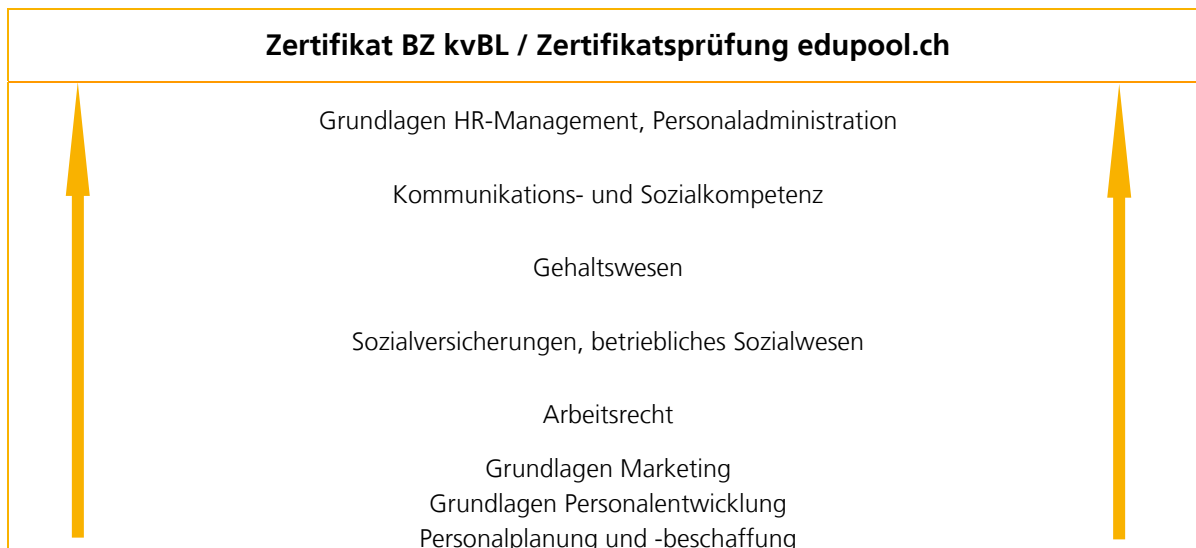 Zertifikat BZ kvBL / Zertifikatsprüfung edupool.ch
Grundlagen HR-Management, Personaladministration
Kommunikations- und Sozialkompetenz
Gehaltswesen
Sozialversicherungen, betriebliches Sozialwesen
Arbeitsrecht
Grundlagen Marketing
Grundlagen Personalentwicklung
Personalplanung und -beschaffung